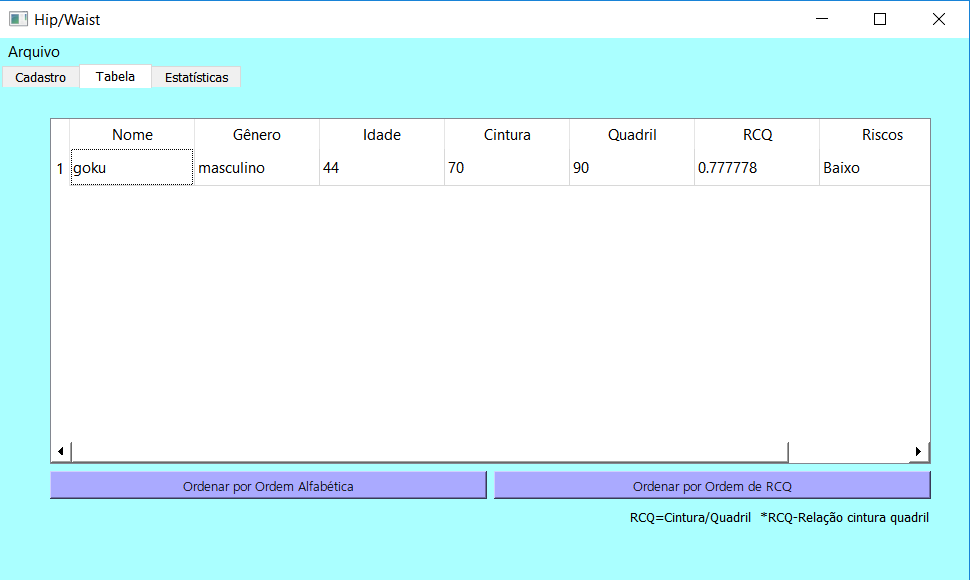 Hip/Waist
Arquivo
Cadastro Tabela Estatísticas
Nome Gênero Idade Cintura Quadril RCQ Riscos
1 goku masculino 44 70 90 0.777778 Baixo
Ordenar por Ordem Alfabética Ordenar por Ordem de RCQ
RCQ=Cintura/Quadril *RCQ-Relação cintura quadril